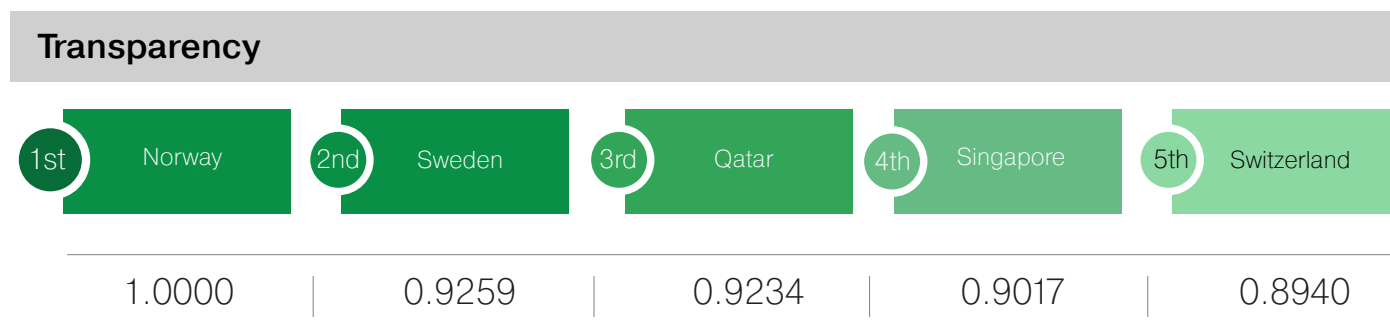 Transparency
1st Norway 2nd Sweden 3rd Qatar 4th Singapore 5th Switzerland
1.0000 0.9259 0.9234 0.9017 0.8940